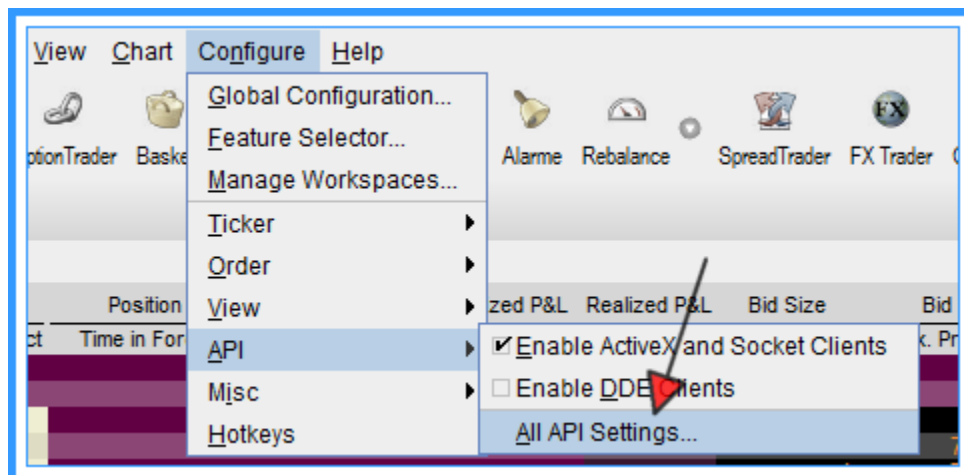 View Chart Configure Help
Global Configuration...
Feature Selector...
Manage Workspaces...
Alarme Rebalance SpreadTrader FX Trader
FX
Ticker
Order
Position View zed P&L Realized P&L Bid Size Bid
Time in For API Enable ActiveX and Socket Clients
Misc Enable DDE Clients
Hotkeys All API Settings...